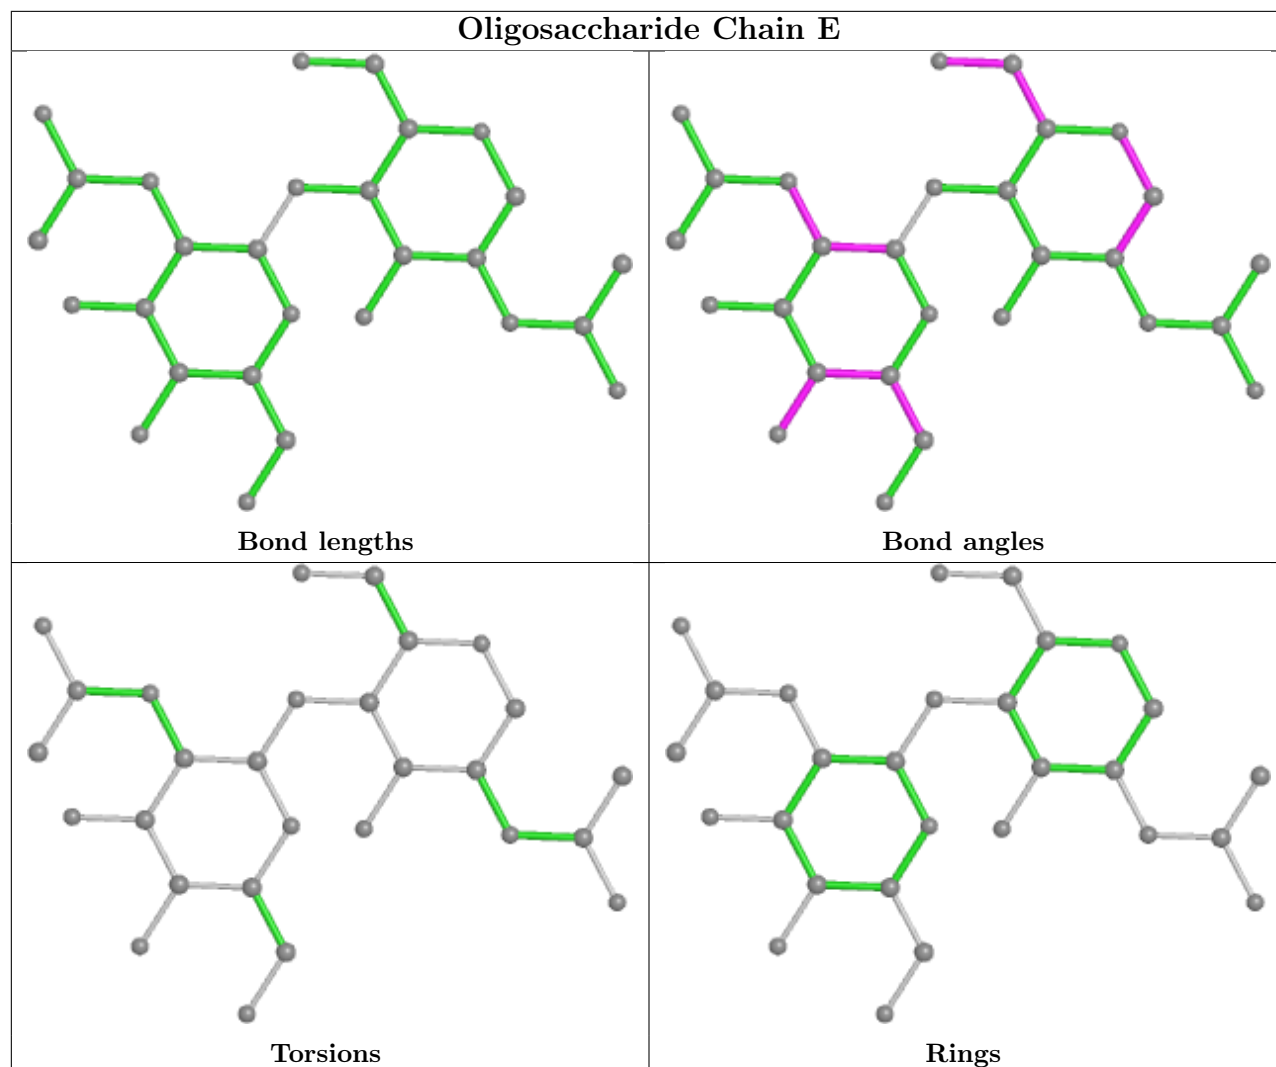 Oligosaccharide Chain E
Bond lengths
Bond angles
Torsions
Rings